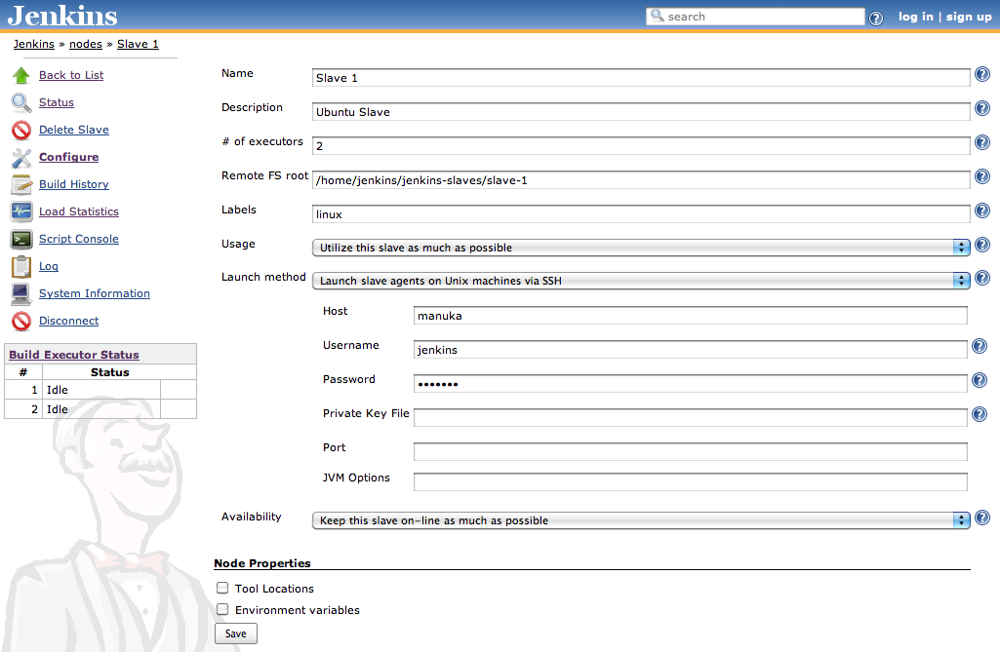 Jenkins
search
log in | sign up
Jenkins » nodes » Slave 1
Back to List
Status
Delete Slave
Configure
Build History
Load Statistics
Script Console
Log
System Information
Disconnect
Build Executor Status
# Status
1 Idle
2 Idle
Name Slave 1
Description Ubuntu Slave
# of executors 2
Remote FS root /home/jenkins/jenkins-slaves/slave-1
Labels linux
Usage Utilize this slave as much as possible
Launch method Launch slave agents on Unix machines via SSH
Host manuka
Username jenkins
Password •••••••
Private Key File
Port
JVM Options
Availability Keep this slave on-line as much as possible
Node Properties
Tool Locations
Environment variables
Save